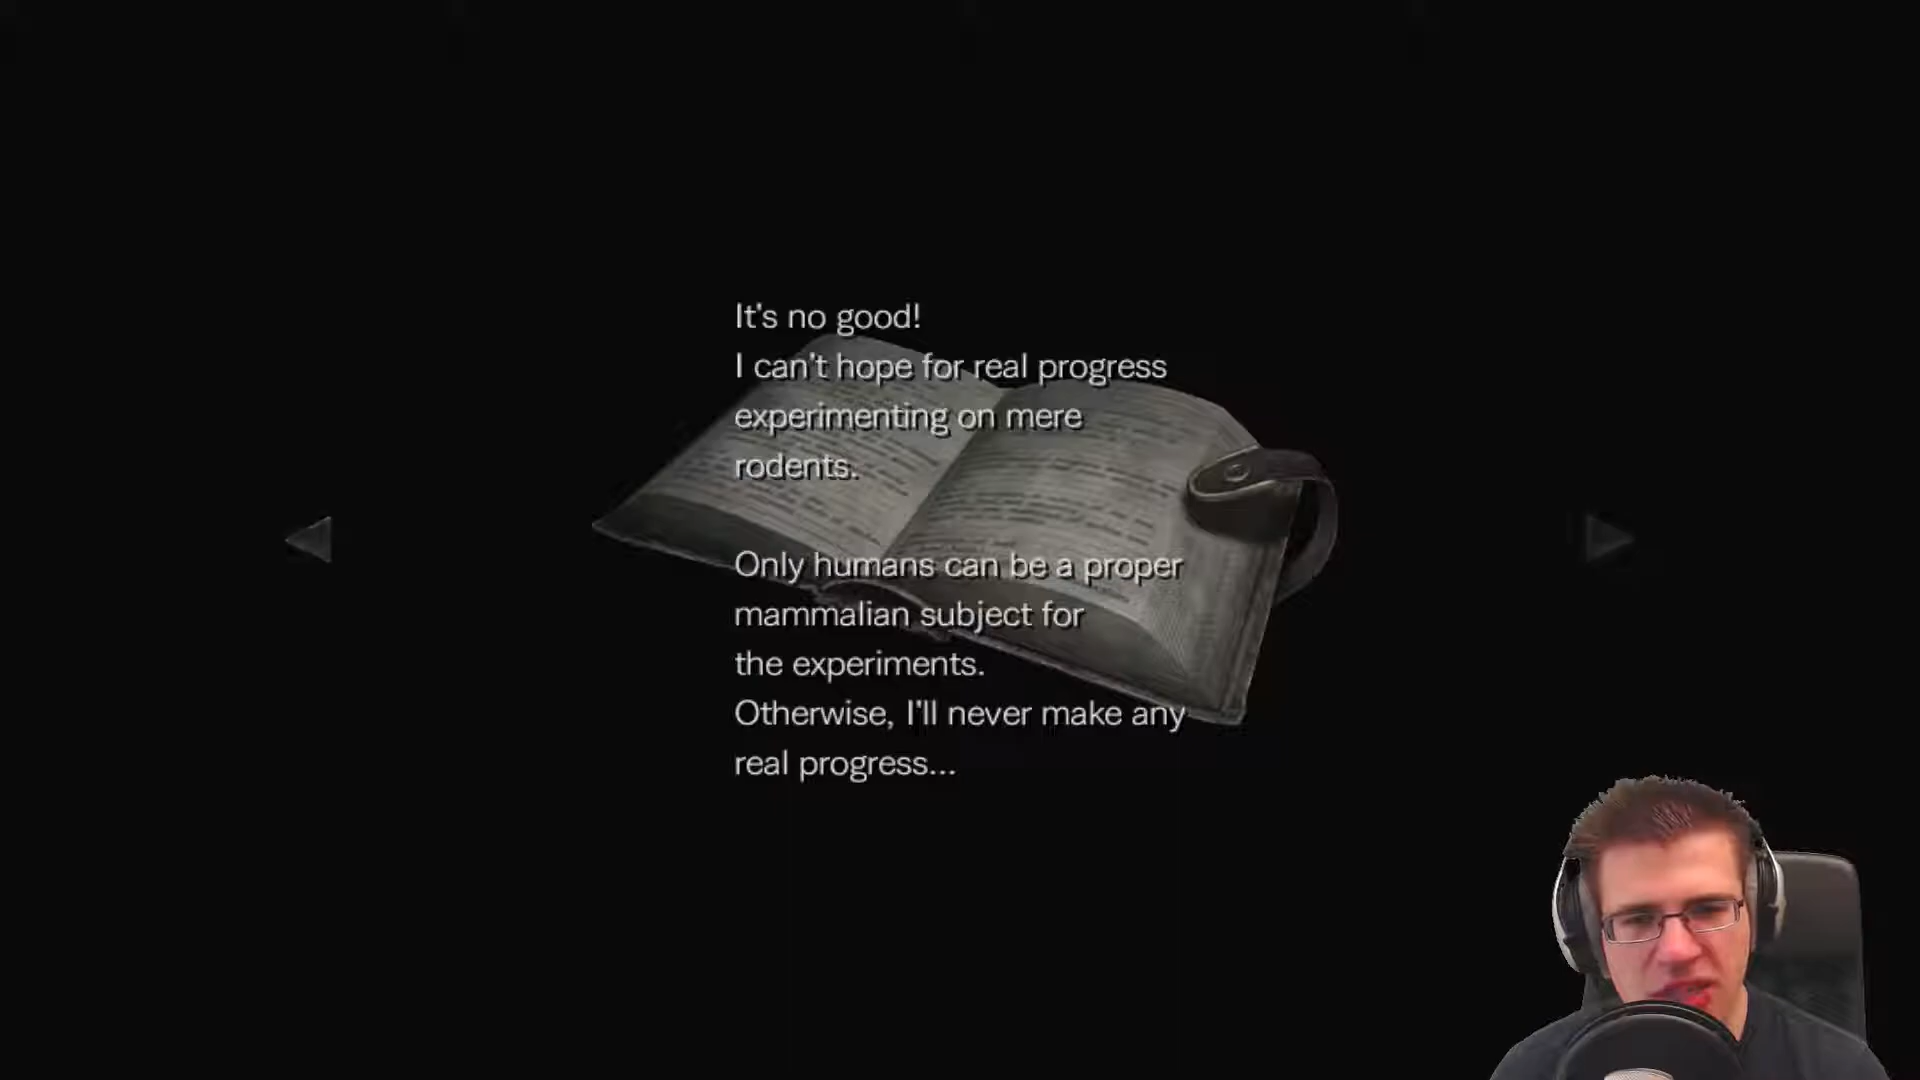 It's no good!
I can't hope for real progress
experimenting on mere
rodents.
Only humans can be a proper
mammalian subject for
the experiments.
Otherwise, I'll never make any
real progress...